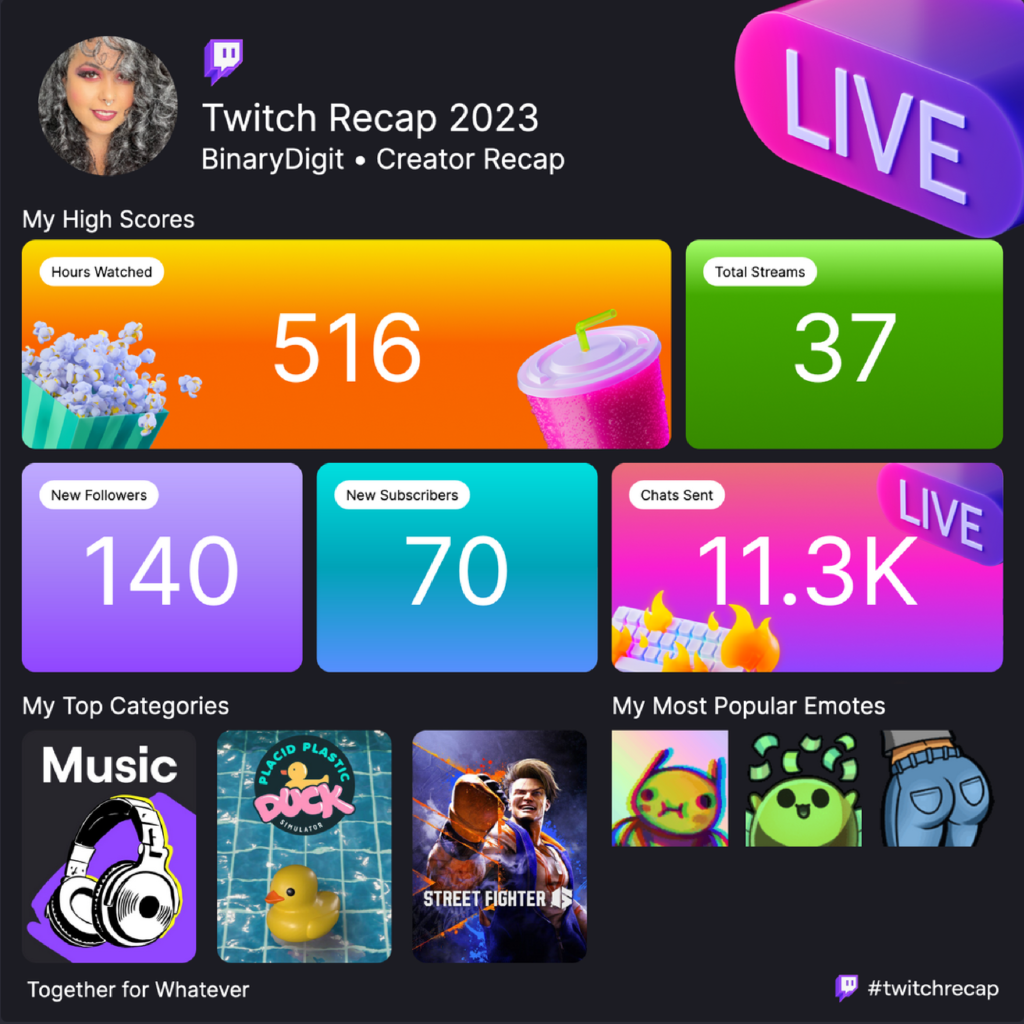 Twitch Recap 2023
BinaryDigit • Creator Recap
LIVE
My High Scores
Hours Watched
516
Total Streams
37
New Followers
140
New Subscribers
70
Chats Sent
11.3K
LIVE
My Top Categories
Music
PLACID PLASTIC
DUCK
SIMULATOR
STREET FIGHTER 6
My Most Popular Emotes
Together for Whatever
#twitchrecap